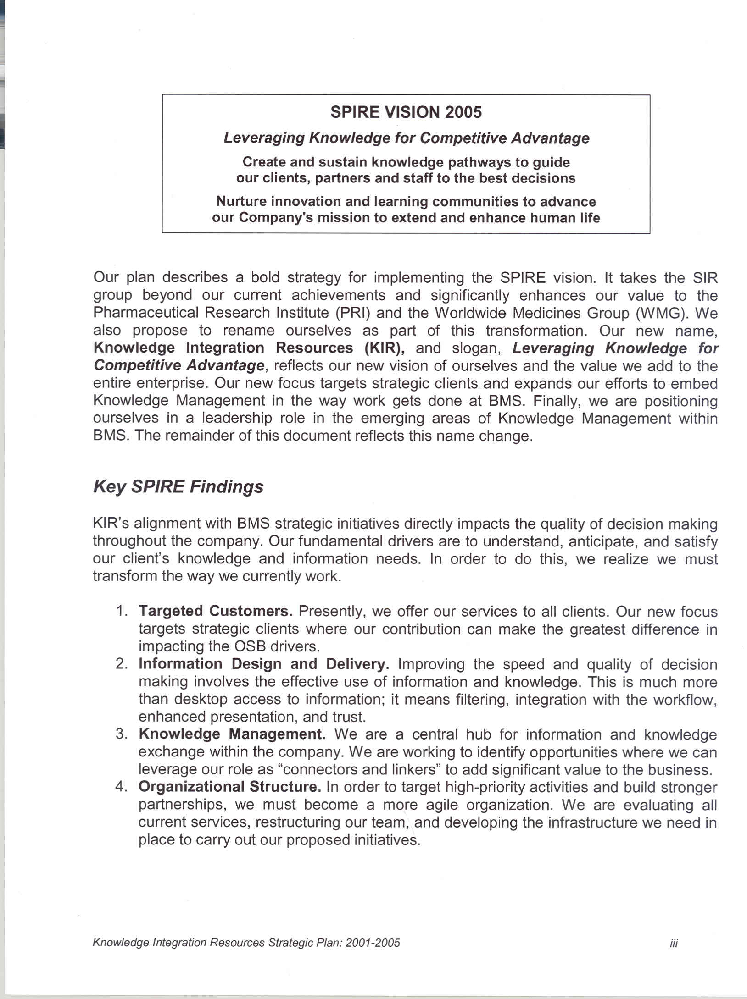 SPIRE VISION 2005
Leveraging Knowledge for Competitive Advantage
Create and sustain knowledge pathways to guide
our clients, partners and staff to the best decisions
Nurture innovation and learning communities to advance
our Company's mission to extend and enhance human life
Our plan describes a bold strategy for implementing the SPIRE vision. It takes the SIR
group beyond our current achievements and significantly enhances our value to the
Pharmaceutical Research Institute (PRI) and the Worldwide Medicines Group (WMG). We
also propose to rename ourselves as part of this transformation. Our new name,
Knowledge Integration Resources (KIR), and slogan, Leveraging Knowledge for
Competitive Advantage, reflects our new vision of ourselves and the value we add to the
entire enterprise. Our new focus targets strategic clients and expands our efforts to embed
Knowledge Management in the way work gets done at BMS. Finally, we are positioning
ourselves in a leadership role in the emerging areas of Knowledge Management within
BMS. The remainder of this document reflects this name change.
Key SPIRE Findings
KIR’s alignment with BMS strategic initiatives directly impacts the quality of decision making
throughout the company. Our fundamental drivers are to understand, anticipate, and satisfy
our client’s knowledge and information needs. In order to do this, we realize we must
transform the way we currently work.
1. Targeted Customers. Presently, we offer our services to all clients. Our new focus
targets strategic clients where our contribution can make the greatest difference in
impacting the OSB drivers.
2. Information Design and Delivery. Improving the speed and quality of decision
making involves the effective use of information and knowledge. This is much more
than desktop access to information; it means filtering, integration with the workflow,
enhanced presentation, and trust.
3. Knowledge Management. We are a central hub for information and knowledge
exchange within the company. We are working to identify opportunities where we can
leverage our role as “connectors and linkers” to add significant value to the business.
4. Organizational Structure. In order to target high-priority activities and build stronger
partnerships, we must become a more agile organization. We are evaluating all
current services, restructuring our team, and developing the infrastructure we need in
place to carry out our proposed initiatives.
Knowledge Integration Resources Strategic Plan: 2001-2005 iii